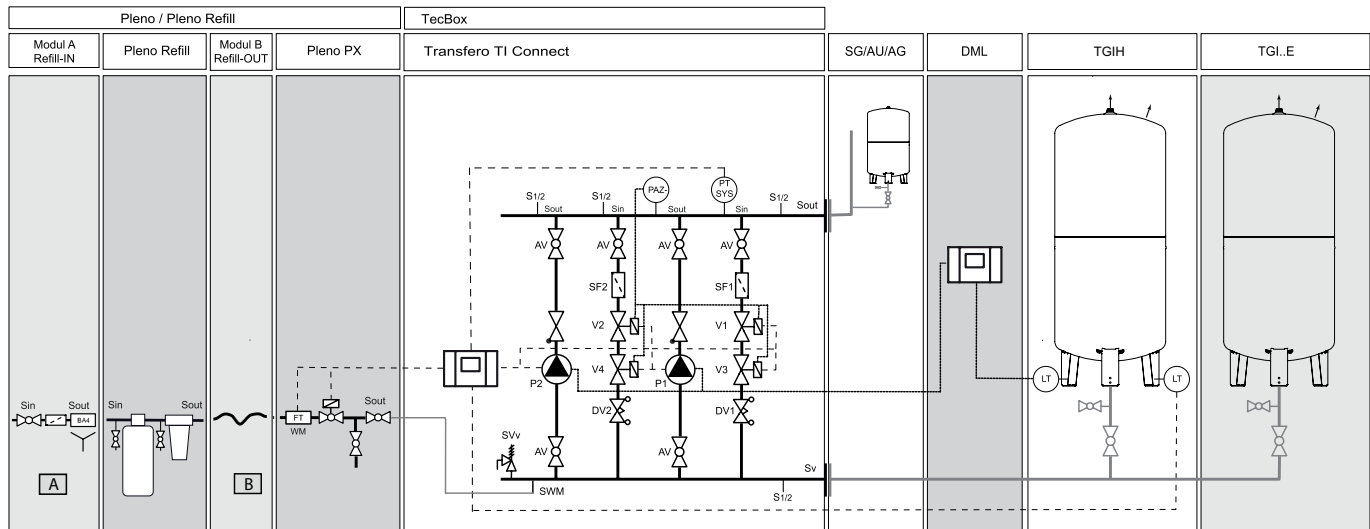 Pleno / Pleno Refill
TecBox
Modul A
Refill-IN
Pleno Refill
Modul B
Refill-OUT
Pleno PX
Transfero TI Connect
SG/AU/AG
DML
TGIH
TGI..E
PAZ-
PT
SYS
S1/2
Sout
S1/2
Sin
Sout
Sin
S1/2
Sout
AV
AV
AV
AV
SF2
SF1
V2
V1
V4
V3
P2
P1
LT
LT
DV2
DV1
Sin
Sout
BA4
Sin
Sout
FT
WM
Sout
SVv
AV
AV
Sv
A
B
SWM
S1/2